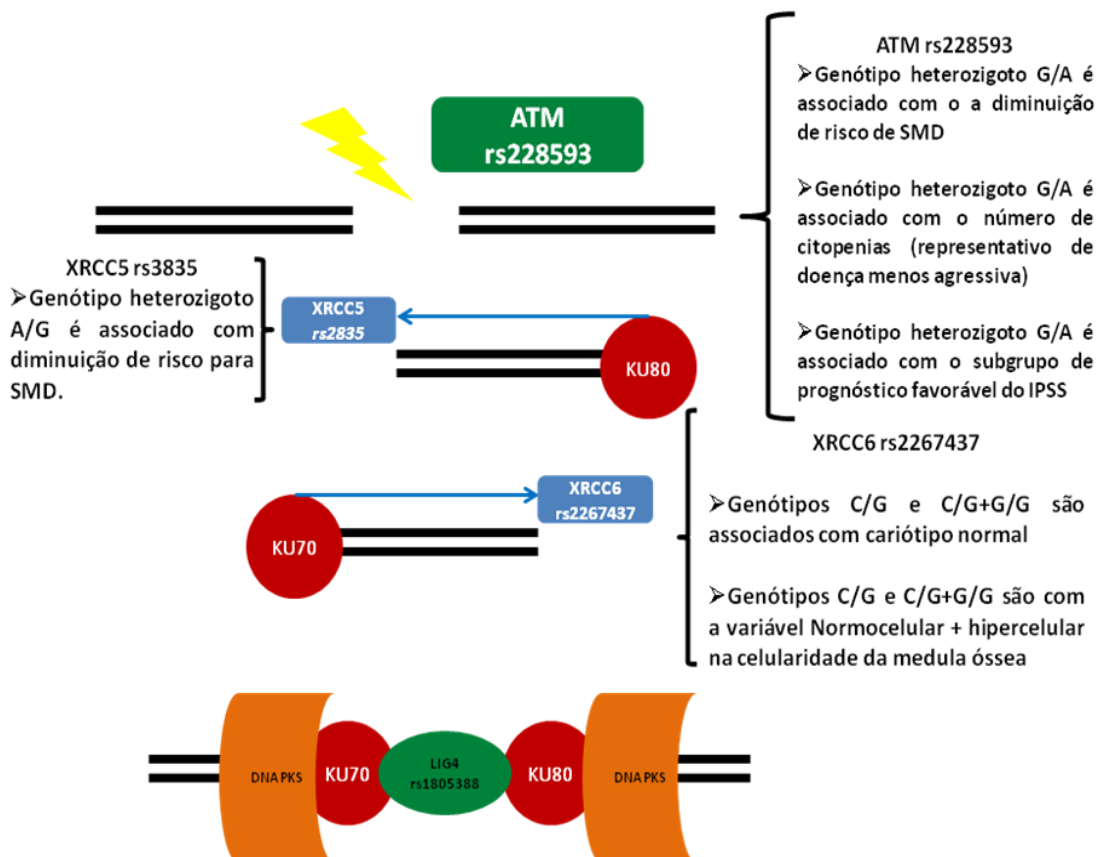 ATM
rs228593
ATM rs228593
➢Genótipo heterozigoto G/A é
associado com o a diminuição
de risco de SMD
➢Genótipo heterozigoto G/A é
associado com o número de
citopenias (representativo de
doença menos agressiva)
➢Genótipo heterozigoto G/A é
associado com o subgrupo de
prognóstico favorável do IPSS
XRCC5 rs3835
➢Genótipo heterozigoto
A/G é associado com
diminuição de risco para
SMD.
XRCC5
rs2835
KU80
XRCC6 rs2267437
➢Genótipos C/G e C/G+G/G são
associados com cariótipo normal
➢Genótipos C/G e C/G+G/G são com
a variável Normocelular + hipercelular
na celularidade da medula óssea
XRCC6
rs2267437
KU70
DNA PKS
KU70
LIG4
rs1805388
KU80
DNA PKS